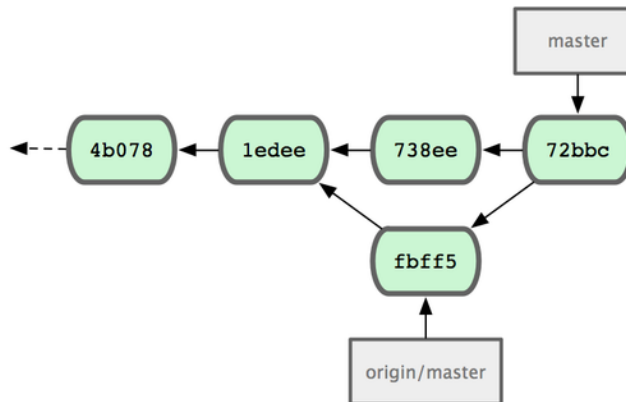 master
4b078
1edee
738ee
72bbc
fbff5
origin/master